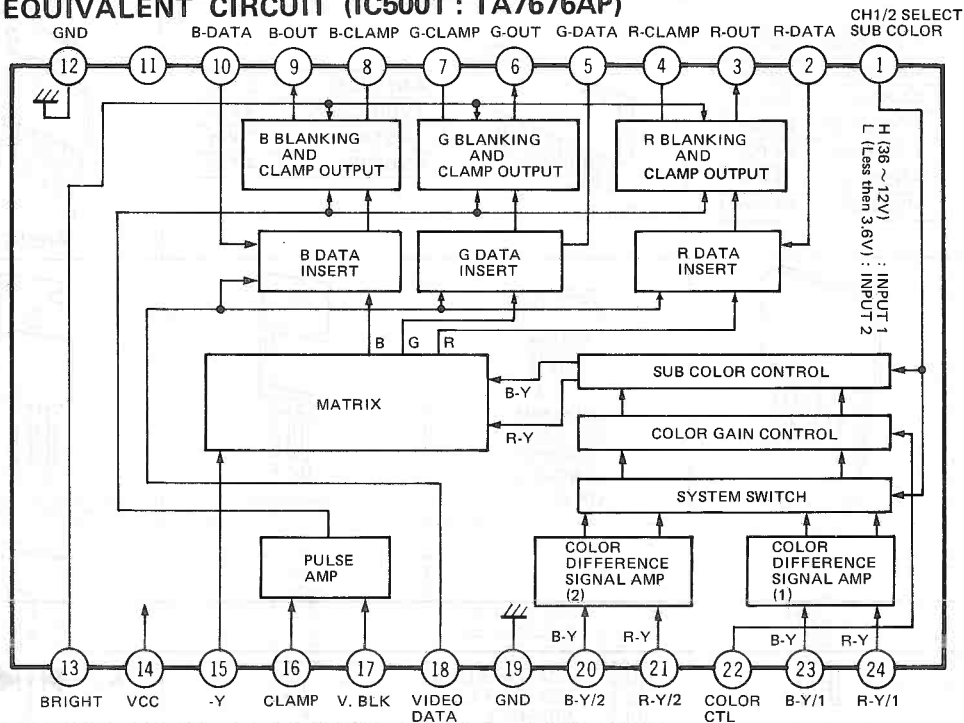 EQUIVALENT CIRCUIT (IC5001 : TA7676AP)
GND
B-DATA
B-OUT
B-CLAMP
G-CLAMP
G-OUT
G-DATA
R-CLAMP
R-OUT
R-DATA
CH1/2 SELECT
SUB COLOR
12
11
10
9
8
7
6
5
4
3
2
1
B BLANKING
AND
CLAMP OUTPUT
G BLANKING
AND
CLAMP OUTPUT
R BLANKING
AND
CLAMP OUTPUT
H (36 ~ 12V) : INPUT 1
L (Less then 3.6V) : INPUT 2
B DATA
INSERT
G DATA
INSERT
R DATA
INSERT
B
G
R
MATRIX
B-Y
R-Y
SUB COLOR CONTROL
COLOR GAIN CONTROL
SYSTEM SWITCH
PULSE
AMP
COLOR
DIFFERENCE
SIGNAL AMP
(2)
COLOR
DIFFERENCE
SIGNAL AMP
(1)
B-Y
R-Y
B-Y
R-Y
13
14
15
16
17
18
19
20
21
22
23
24
BRIGHT
VCC
-Y
CLAMP
V. BLK
VIDEO
DATA
GND
B-Y/2
R-Y/2
COLOR
CTL
B-Y/1
R-Y/1